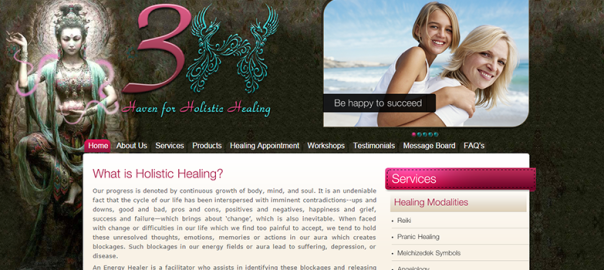 3H
Haven for Holistic Healing
Be happy to succeed
Home About Us Services Products Healing Appointment Workshops Testimonials Message Board FAQ's
What is Holistic Healing?
Our progress is denoted by continuous growth of body, mind, and soul. It is an undeniable
fact that the cycle of our life has been interspersed with imminent contradictions--ups and
downs, good and bad, pros and cons, positives and negatives, happiness and grief,
success and failure—which brings about 'change', which is also inevitable. When faced
with change or difficulties in our life which we find too painful to accept, we tend to hold
these unresolved thoughts, emotions, memories or actions in our aura which creates
blockages. Such blockages in our energy fields or aura lead to suffering, depression, or
disease.
An Energy Healer is a facilitator who assists in identifying these blockages and releasing
Services
Healing Modalities
Reiki
Pranic Healing
Melchizidek Symbols